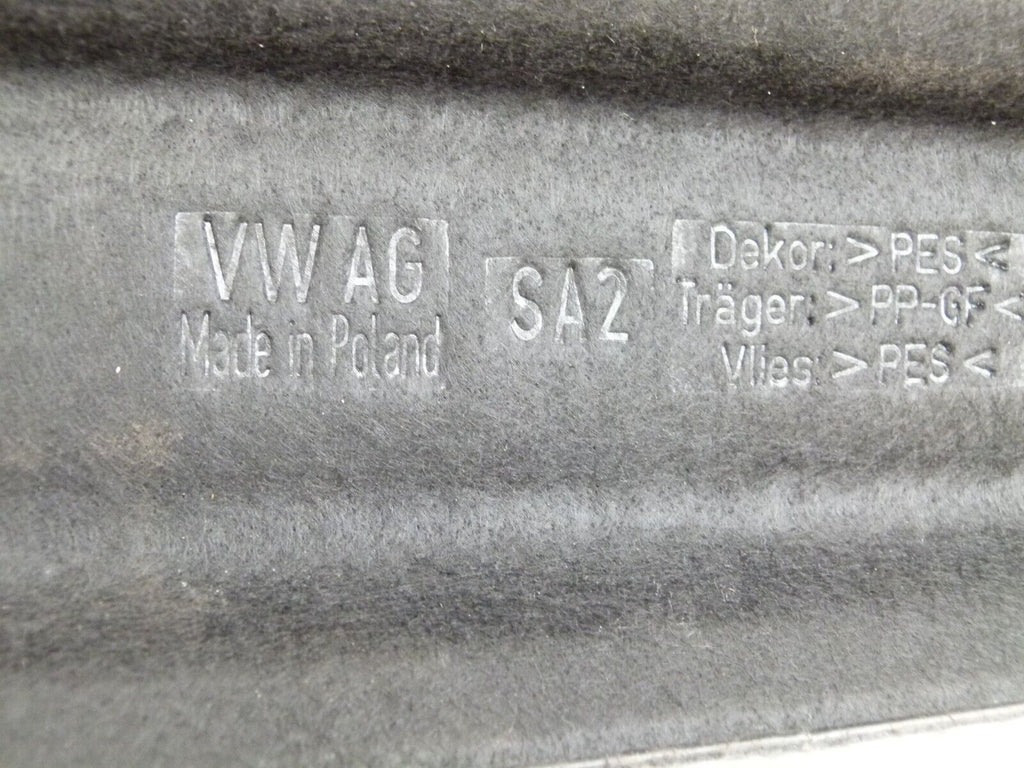 VW AG
Made in Poland
SA2
Dekor: >PES<
Träger: >PP-GF<
Vlies: >PES<